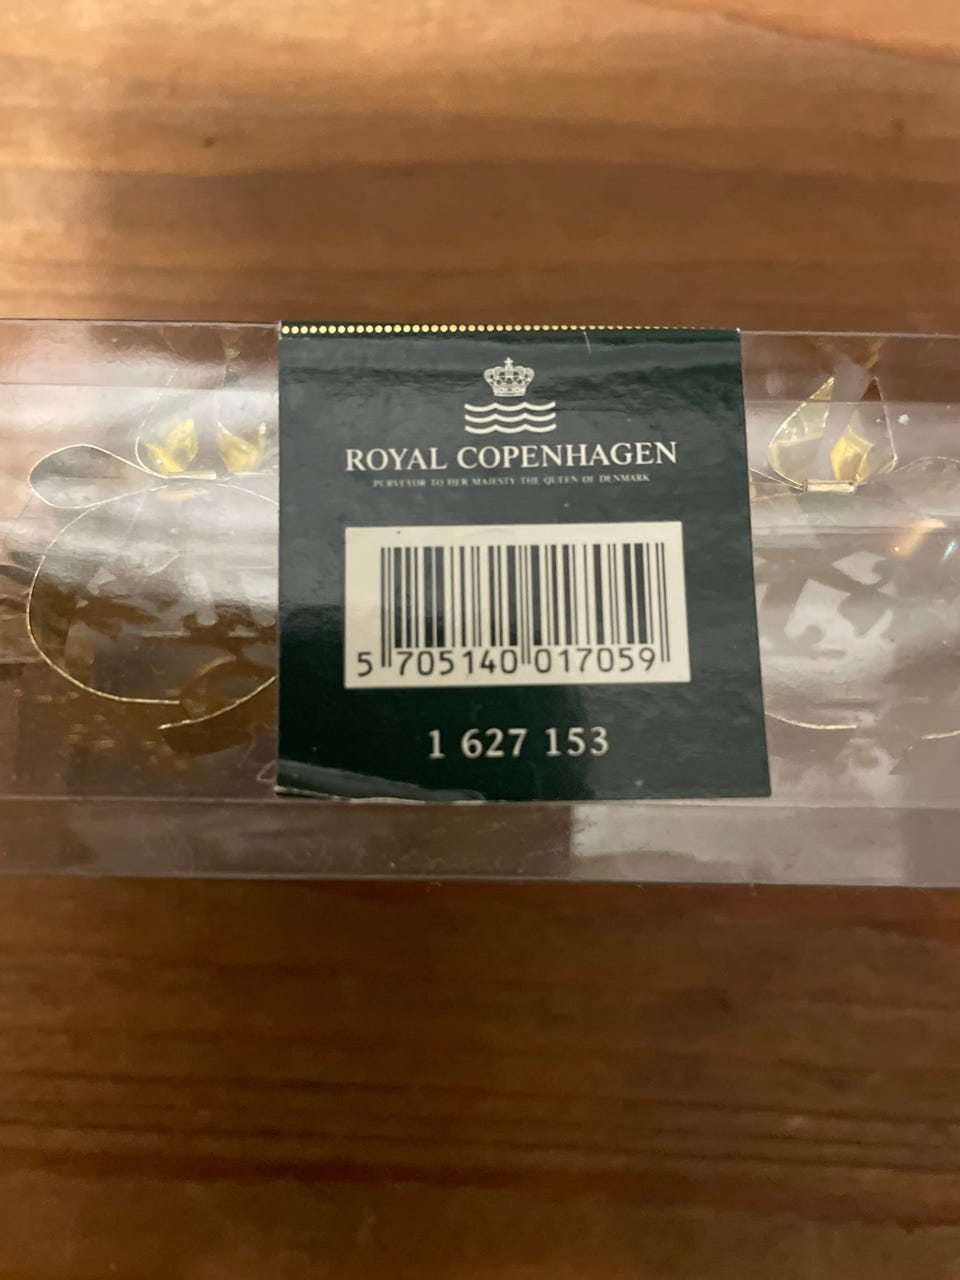 ROYAL COPENHAGEN
PURVEYOR TO HER MAJESTY THE QUEEN OF DENMARK
5 705140 017059
1 627 153